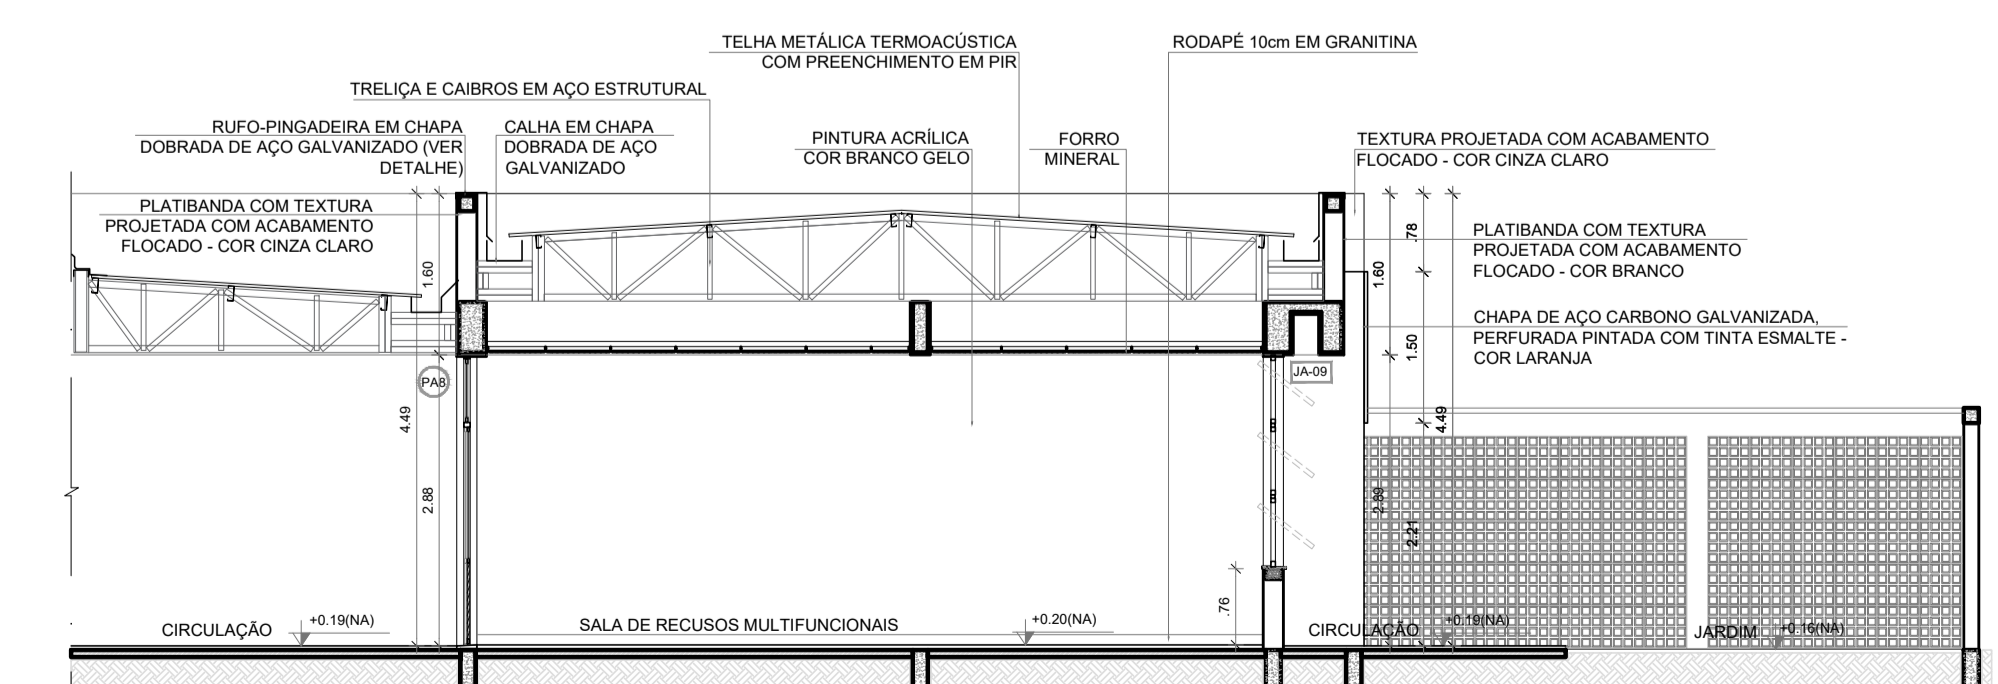 TELHA METÁLICA TERMOACÚSTICA
COM PREENCHIMENTO EM PIR
RODAPÉ 10cm EM GRANITINA
TRELIÇA E CAIBROS EM AÇO ESTRUTURAL
RUFO-PINGADEIRA EM CHAPA
DOBRADA DE AÇO GALVANIZADO (VER
DETALHE)
CALHA EM CHAPA
DOBRADA DE AÇO
GALVANIZADO
PINTURA ACRÍLICA
COR BRANCO GELO
FORRO
MINERAL
TEXTURA PROJETADA COM ACABAMENTO
FLOCADO - COR CINZA CLARO
PLATIBANDA COM TEXTURA
PROJETADA COM ACABAMENTO
FLOCADO - COR CINZA CLARO
PLATIBANDA COM TEXTURA
PROJETADA COM ACABAMENTO
FLOCADO - COR BRANCO
CHAPA DE AÇO CARBONO GALVANIZADA,
PERFURADA PINTADA COM TINTA ESMALTE -
COR LARANJA
1.60
4.49
2.88
PA8
JA-09
.78
1.60
1.50
4.49
2.89
2.21
.76
CIRCULAÇÃO
+0.19(NA)
SALA DE RECUSOS MULTIFUNCIONAIS
+0.20(NA)
CIRCULAÇÃO
+0.19(NA)
JARDIM
+0.16(NA)